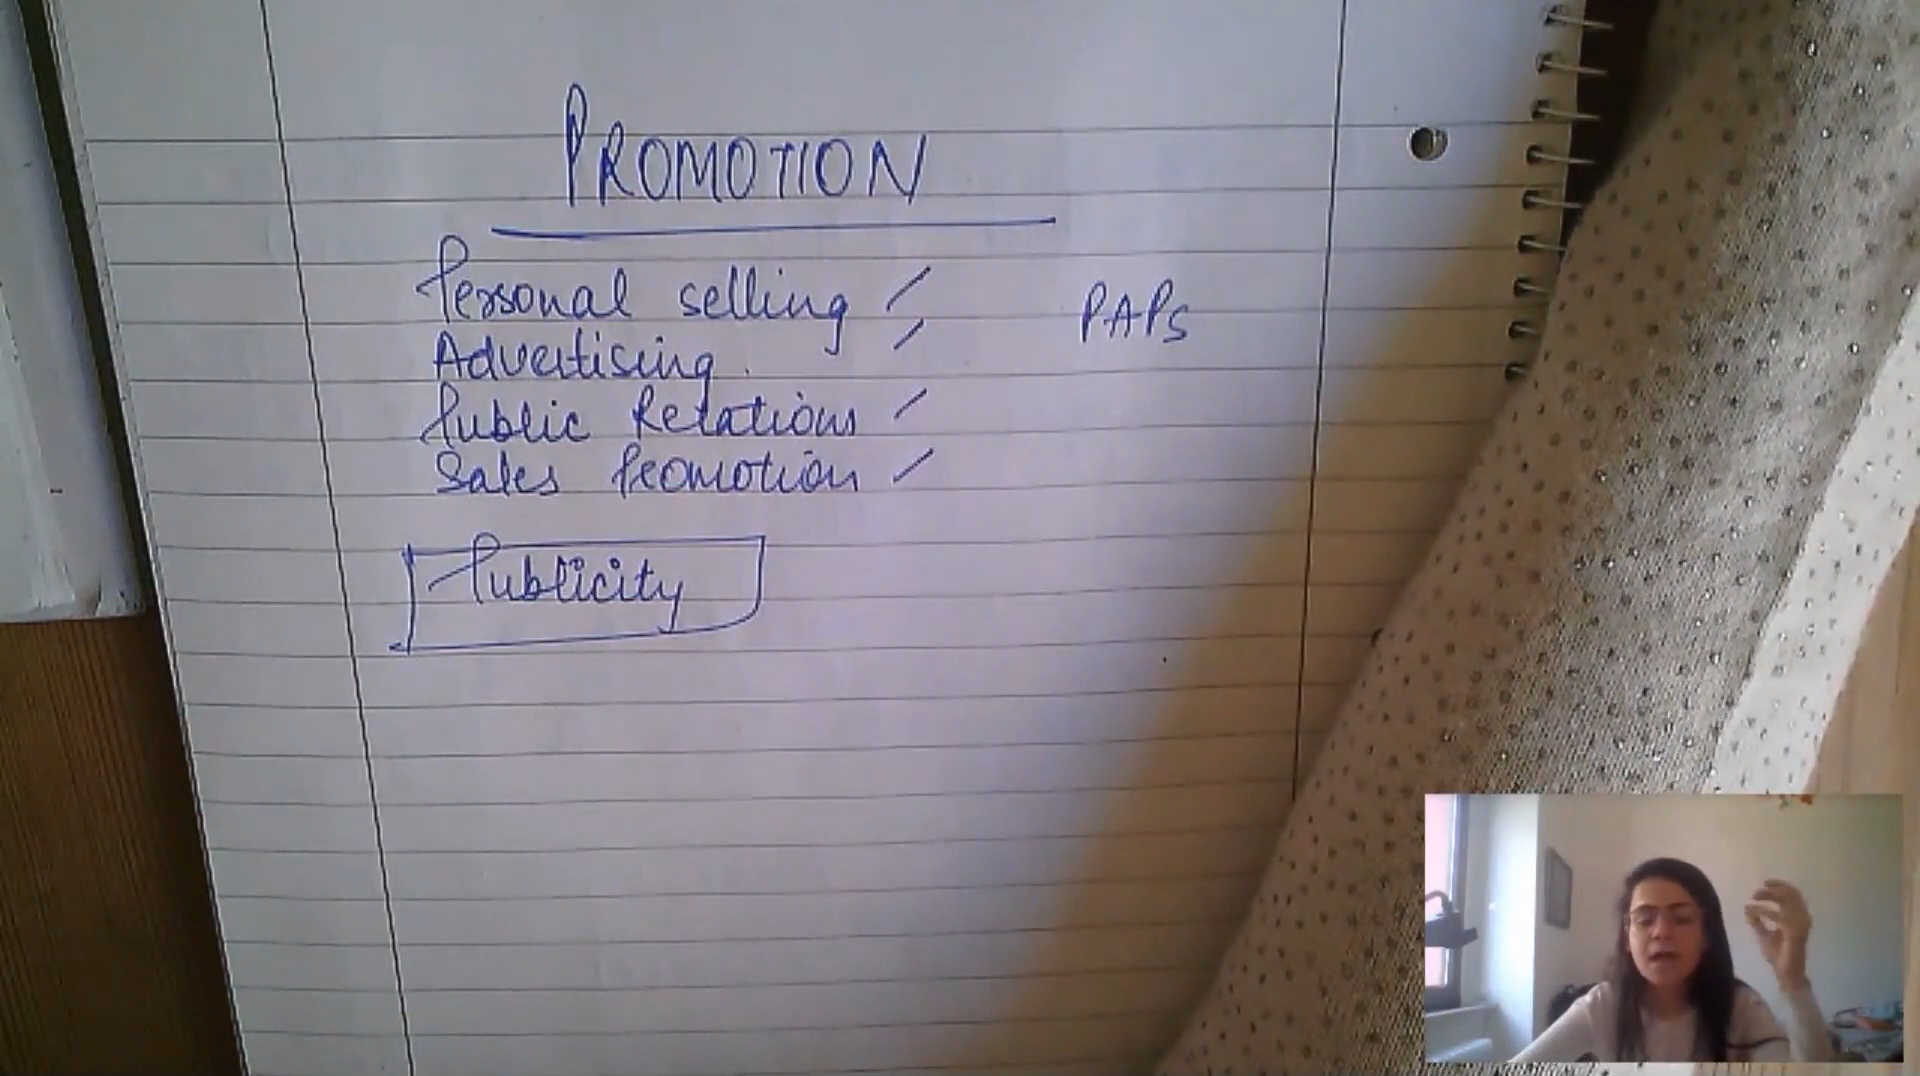 PROMOTION
Personal selling
PAPs
Advertising.
Public Relations
Sales Promotion
Publicity